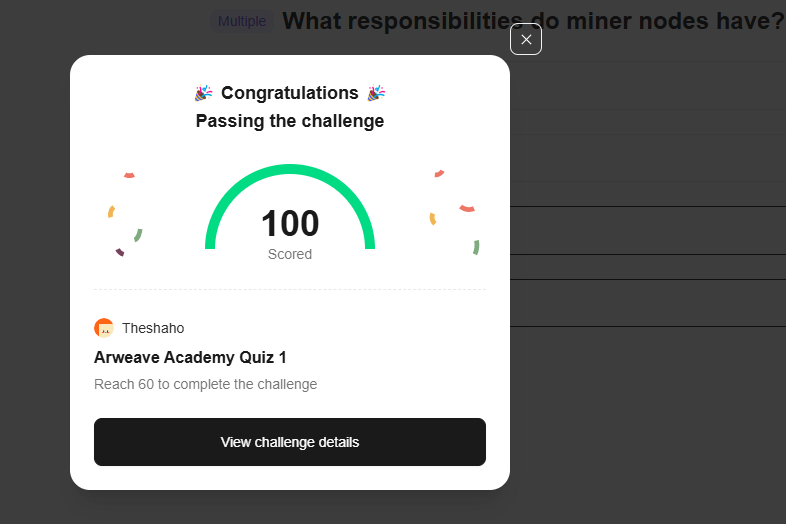 Multiple What responsibilities do miner nodes have?
Congratulations
Passing the challenge
100
Scored
Theshaho
Arweave Academy Quiz 1
Reach 60 to complete the challenge
View challenge details